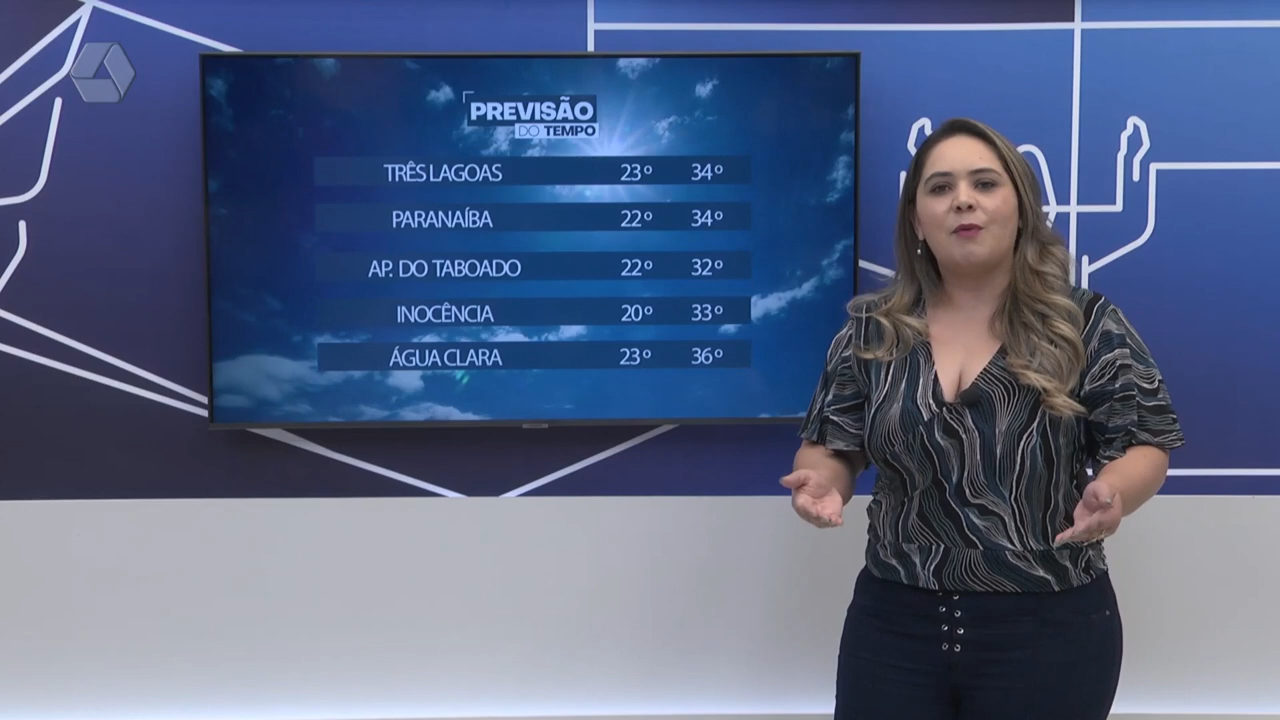 PREVISÃO
DO TEMPO
TRÊS LAGOAS 23º 34º
PARANAÍBA 22º 34º
AP. DO TABOADO 22º 32º
INOCÊNCIA 20º 33º
ÁGUA CLARA 23º 36º